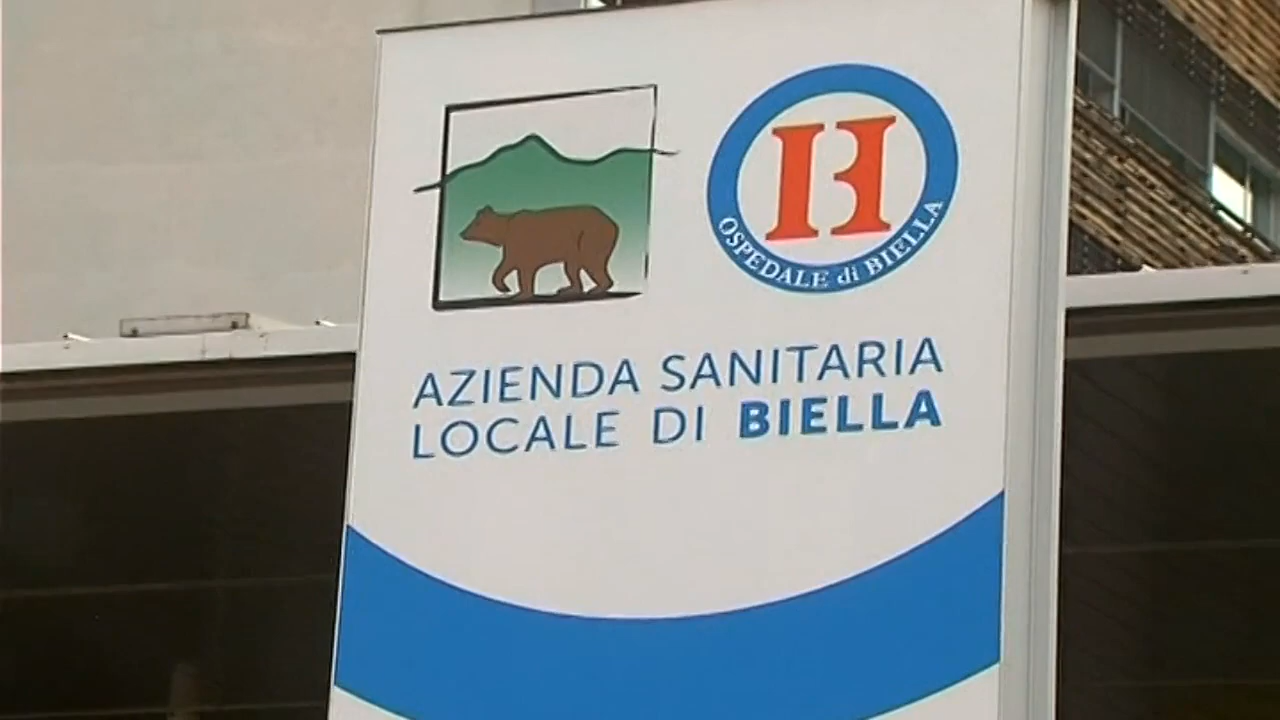 H
OSPEDALE di BIELLA
AZIENDA SANITARIA
LOCALE DI BIELLA